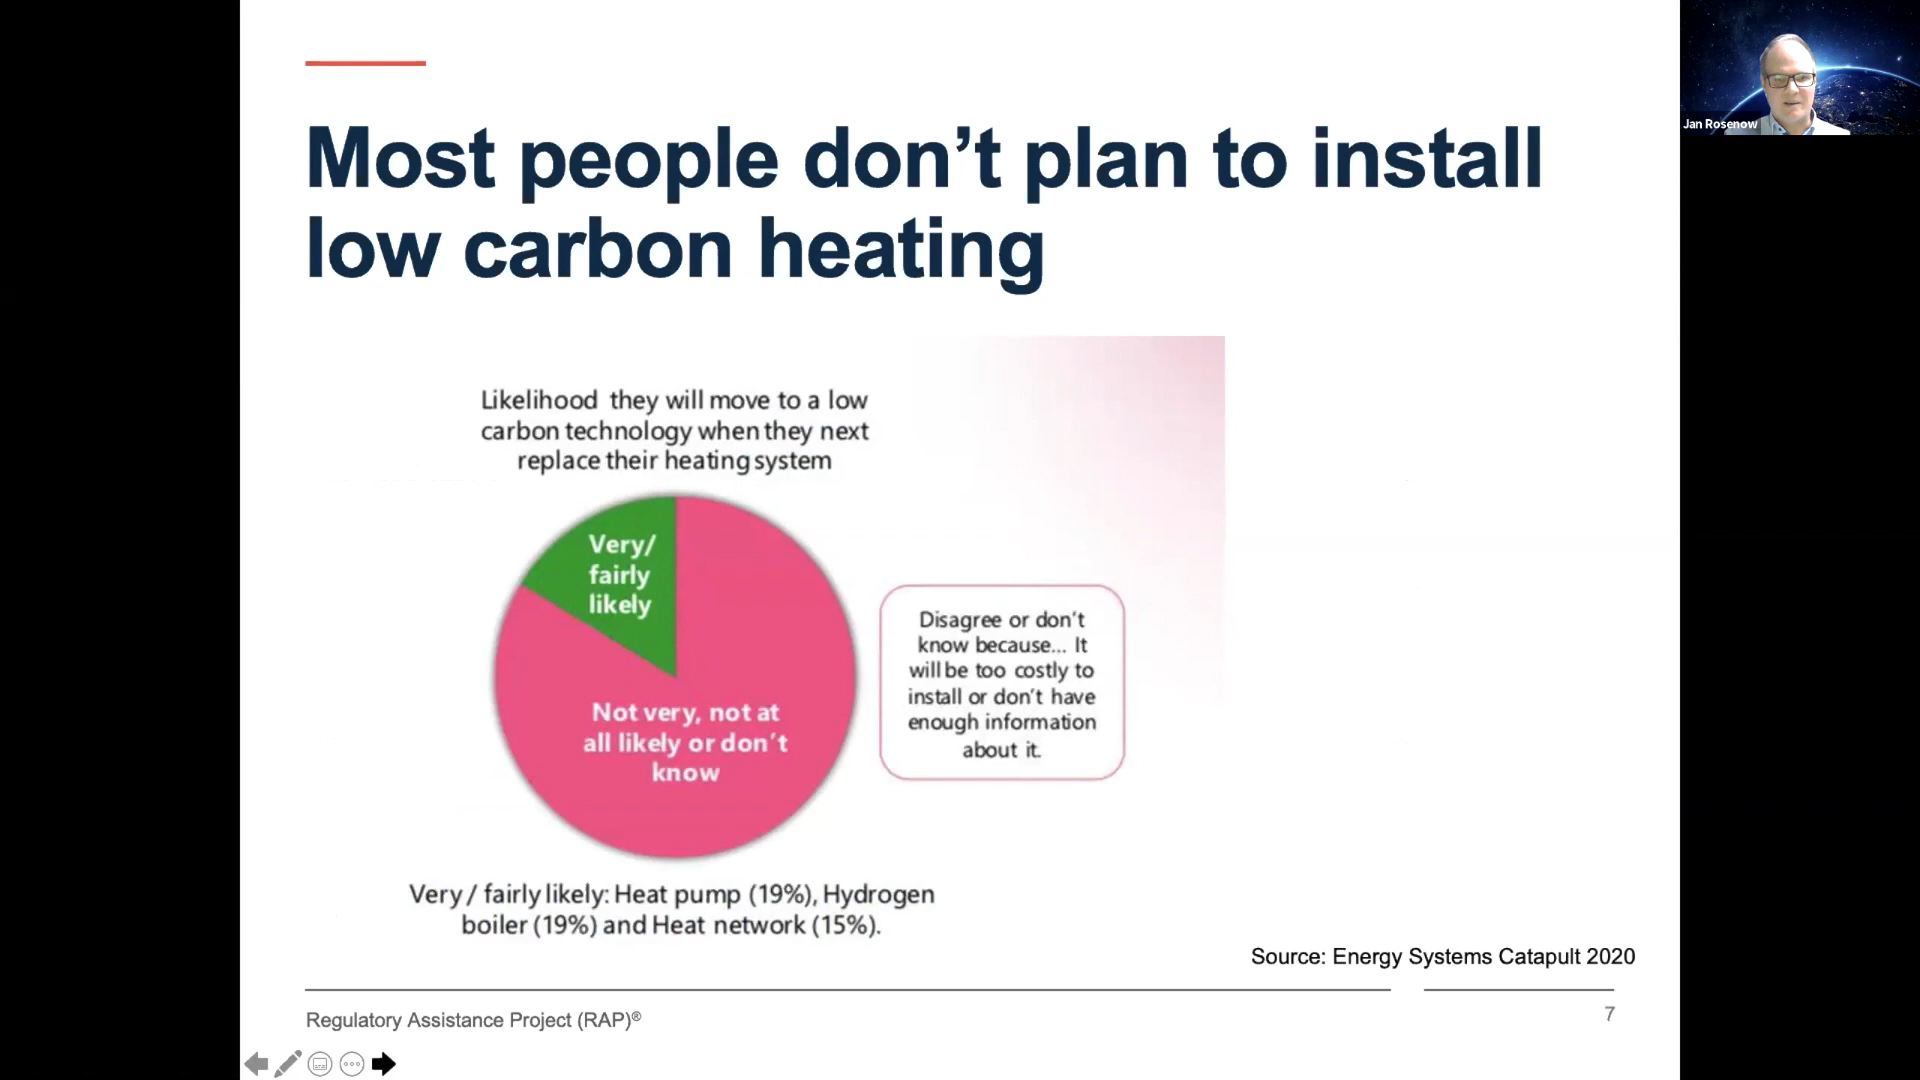 Most people don’t plan to install
low carbon heating
Likelihood they will move to a low
carbon technology when they next
replace their heating system
Very/
fairly
likely
Not very, not at
all likely or don’t
know
Disagree or don’t
know because... It
will be too costly to
install or don’t have
enough information
about it.
Very / fairly likely: Heat pump (19%), Hydrogen
boiler (19%) and Heat network (15%).
Source: Energy Systems Catapult 2020
Regulatory Assistance Project (RAP)®
7
Jan Rosenow